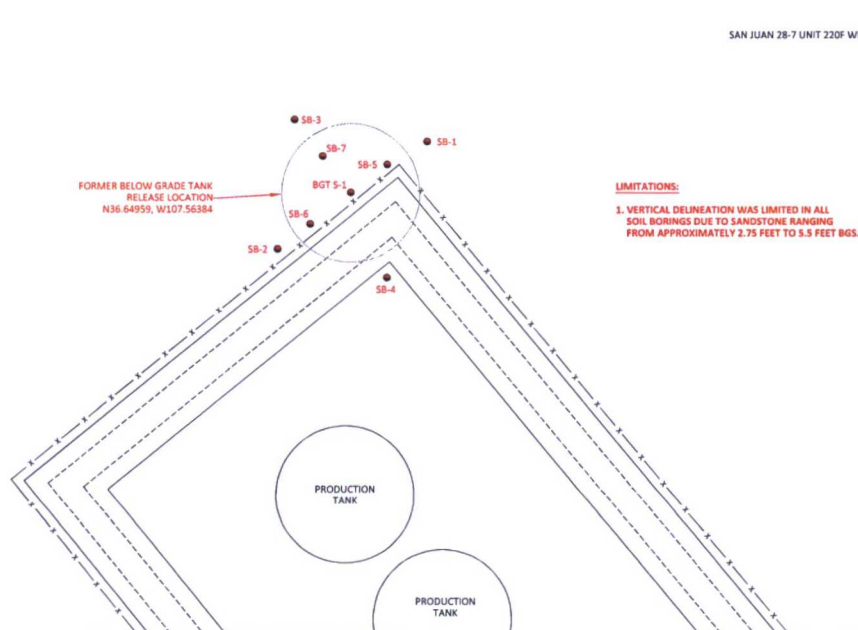 SAN JUAN 28-7 UNIT 220F
SB-3
SB-1
SB-7
SB-5
FORMER BELOW GRADE TANK
RELEASE LOCATION
N36.64959, W107.56384
BGT S-1
LIMITATIONS:
1. VERTICAL DELINEATION WAS LIMITED IN ALL
SOIL BORINGS DUE TO SANDSTONE RANGING
FROM APPROXIMATELY 2.75 FEET TO 5.5 FEET BGS.
SB-6
SB-2
SB-4
PRODUCTION
TANK
PRODUCTION
TANK